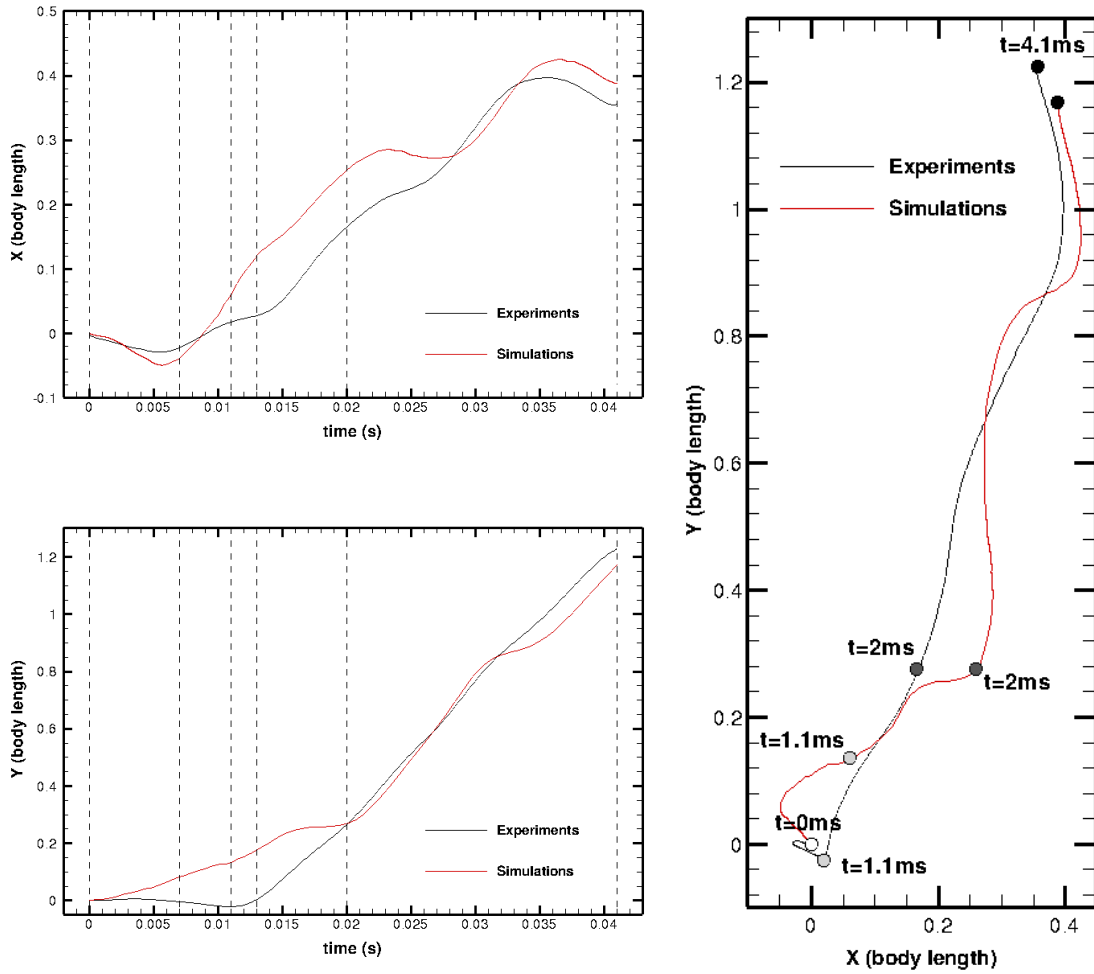 0.5
0.4
0.3
0.2
0.1
0
-0.1
X (body length)
Experiments
Simulations
0 0.005 0.01 0.015 0.02 0.025 0.03 0.035 0.04
time (s)
1.2
1
0.8
0.6
0.4
0.2
0
Y (body length)
Experiments
Simulations
0 0.005 0.01 0.015 0.02 0.025 0.03 0.035 0.04
time (s)
t=4.1ms
1.2
Experiments
Simulations
1
0.8
0.6
0.4
0.2
0
Y (body length)
t=2ms
t=2ms
t=1.1ms
t=0ms
t=1.1ms
0 0.2 0.4
X (body length)